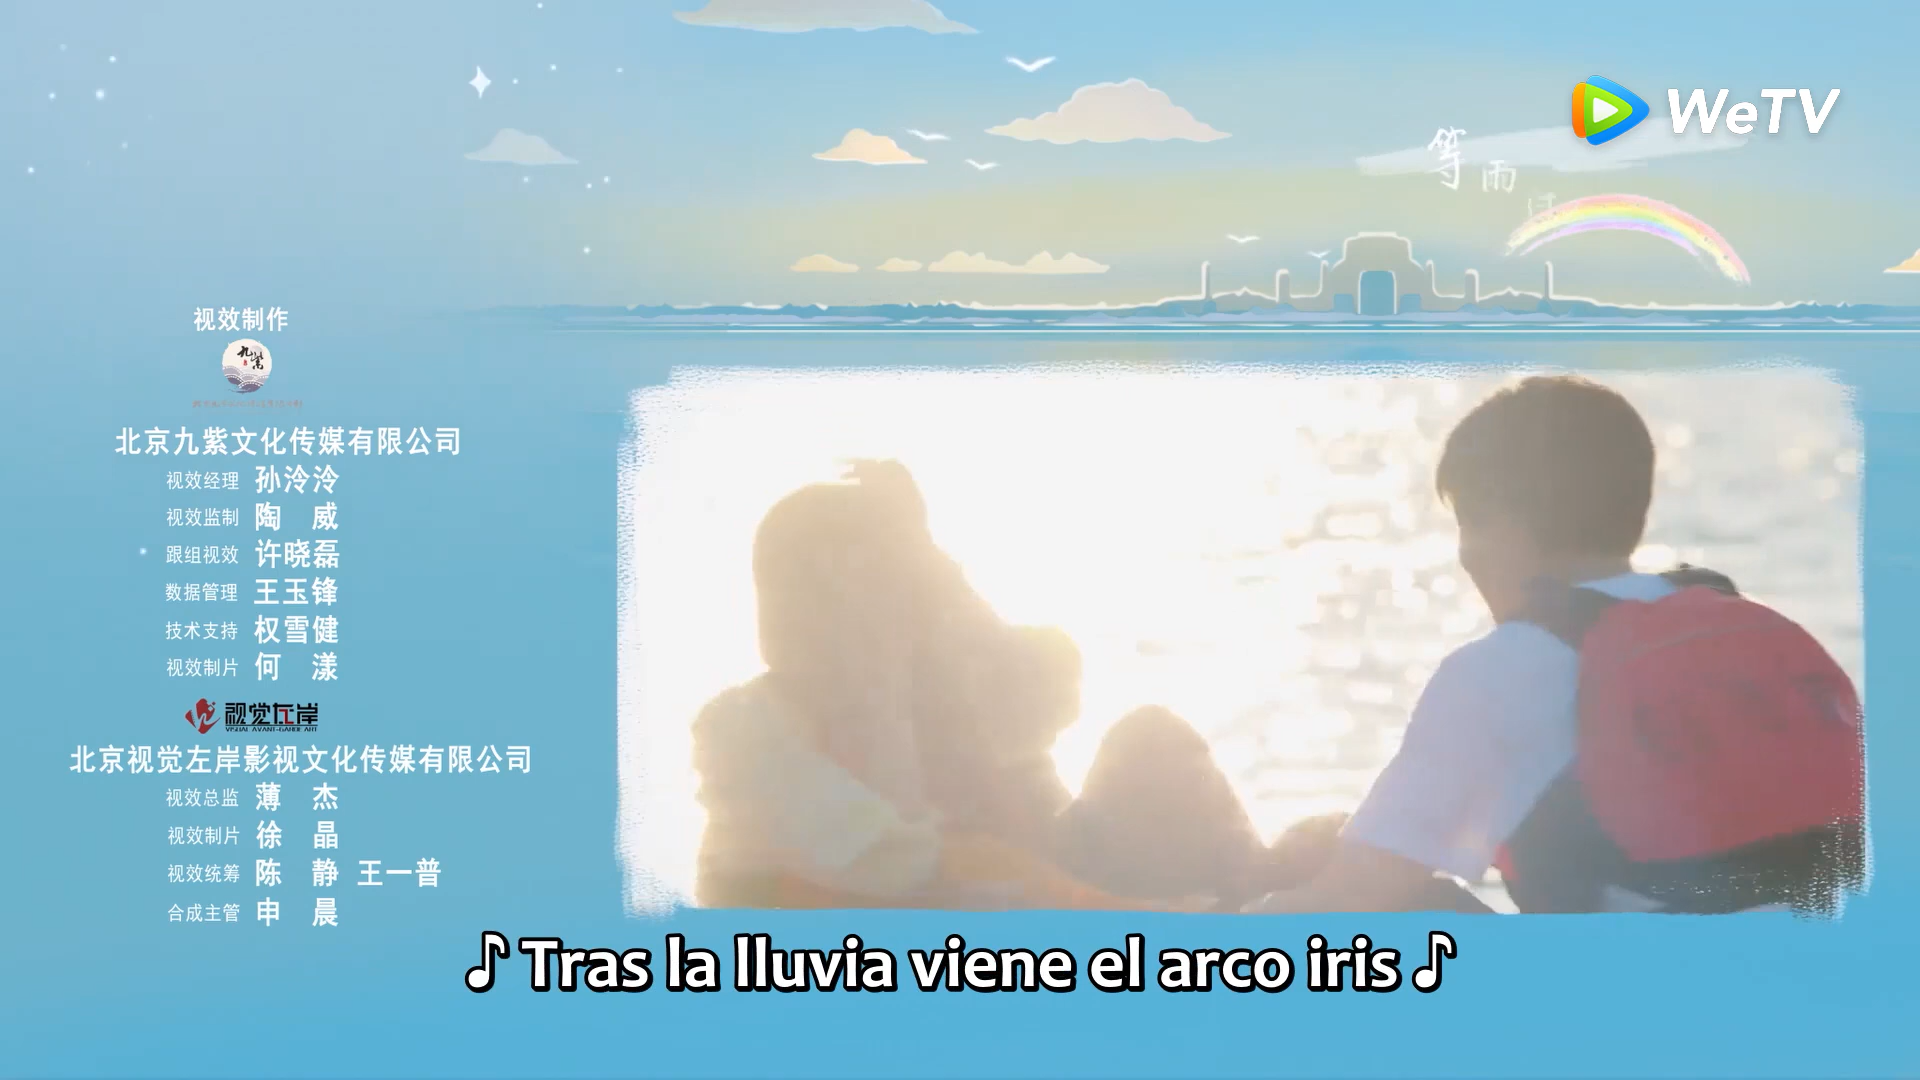 WeTV
等雨
视效制作
北京九紫文化传媒有限公司
视效经理 孙泠泠
视效监制 陶 威
跟组视效 许晓磊
数据管理 王玉锋
技术支持 权雪健
视效制片 何 漾
视觉左岸
VISUAL AVANT-GARDE ART
北京视觉左岸影视文化传媒有限公司
视效总监 薄 杰
视效制片 徐 晶
视效统筹 陈 静 王一普
合成主管 申 晨
♪ Tras la lluvia viene el arco iris ♪